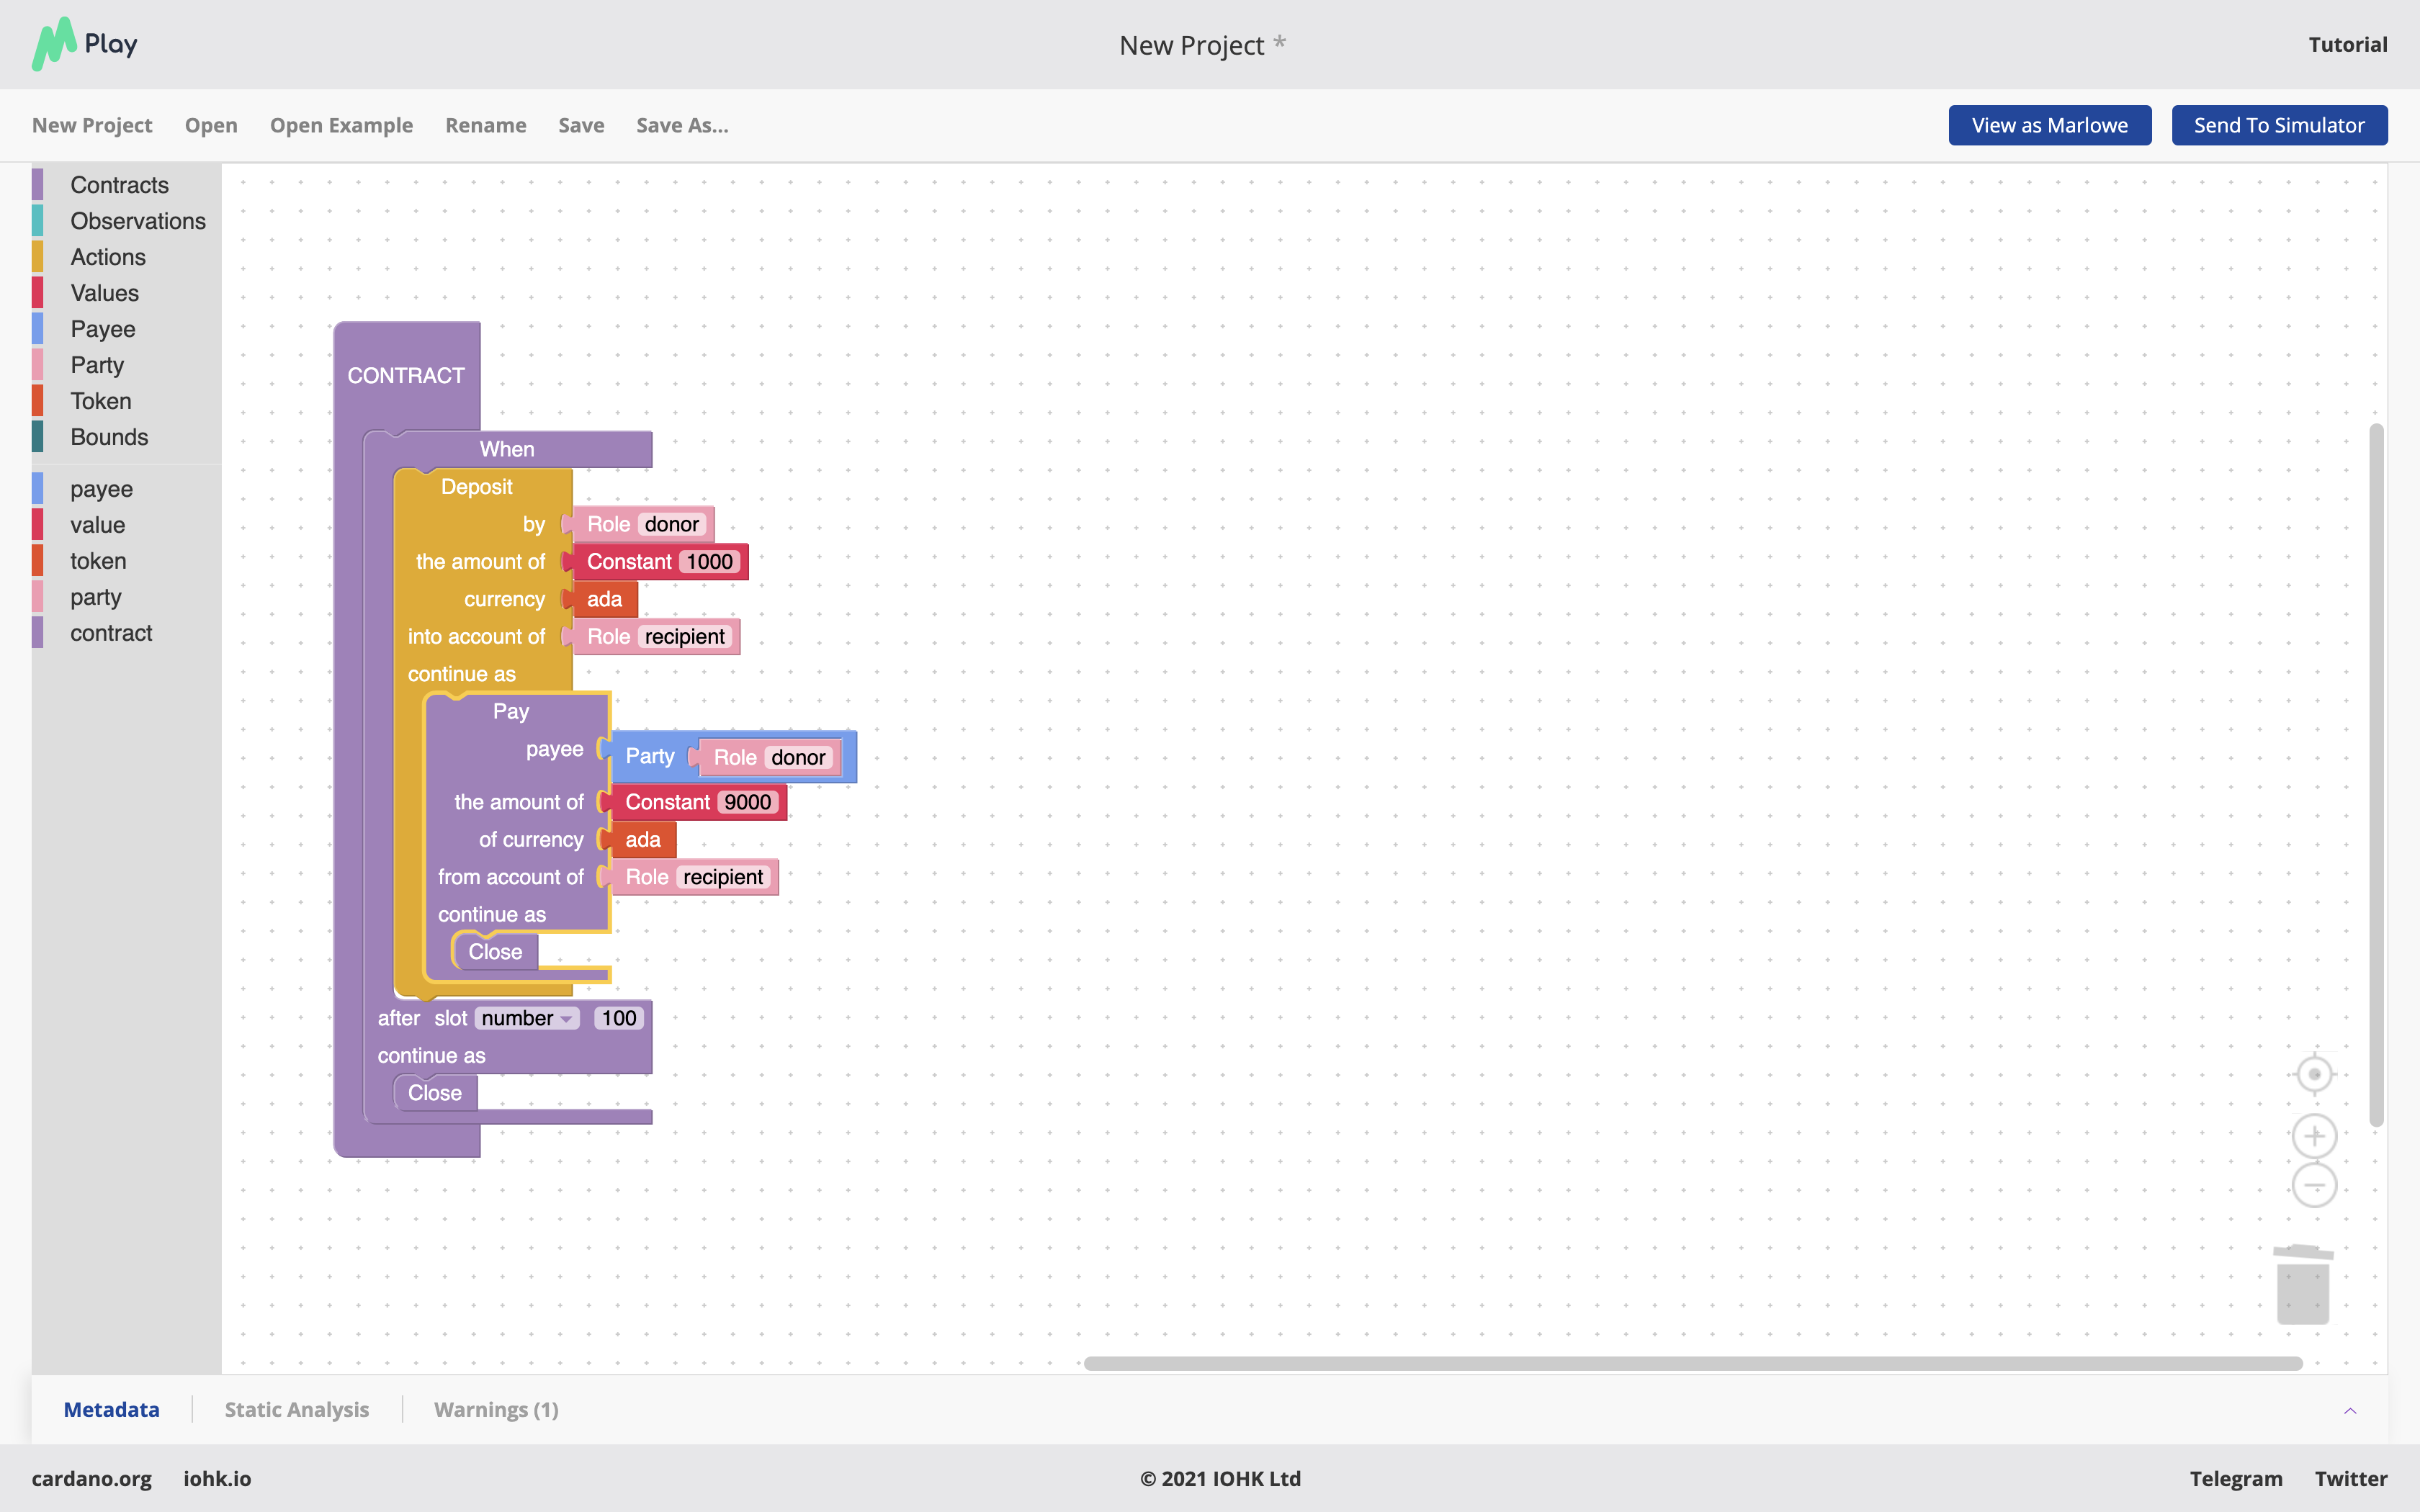 Play
New Project *
Tutorial
New Project Open Open Example Rename Save Save As...
View as Marlowe Send To Simulator
Contracts
Observations
Actions
Values
Payee
Party
Token
Bounds
payee
value
token
party
contract
CONTRACT
When
Deposit
by Role donor
the amount of Constant 1000
currency ada
into account of Role recipient
continue as
Pay
payee Party Role donor
the amount of Constant 9000
of currency ada
from account of Role recipient
continue as
Close
after slot number 100
continue as
Close
Metadata Static Analysis Warnings (1)
cardano.org iohk.io
© 2021 IOHK Ltd
Telegram Twitter